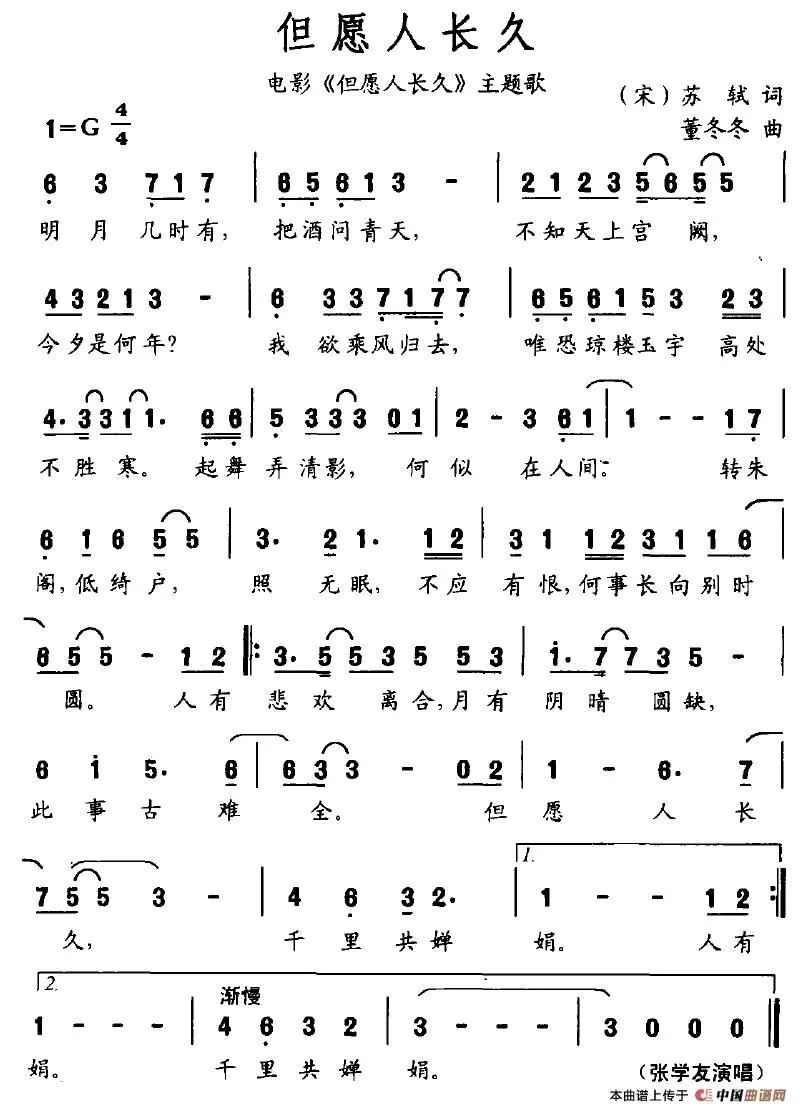 但愿人长久
电影《但愿人长久》主题歌
(宋)苏 轼 词
1=G 4/4
董冬冬 曲
6 3 7 1 7 | 6 5 6 1 3 - | 2 1 2 3 5 6 5 5
明 月 几时有, 把酒问青天, 不知天上宫 阙,
4 3 2 1 3 - | 6 3 3 7 1 7 7 | 6 5 6 1 5 3 2 3
今夕是何年? 我 欲乘风归去, 唯恐琼楼玉宇 高处
4. 3 3 1 1. 6 6 | 5 3 3 3 0 1 | 2 - 3 6 1 | 1 - - 1 7
不胜寒。 起舞 弄清影, 何 似 在人间。 转朱
6 1 6 5 5 | 3. 2 1. 1 2 | 3 1 1 2 3 1 1 6
阁,低绮户, 照 无眠, 不应 有恨,何事长向别时
6 5 5 - 1 2 |: 3. 5 5 3 5 5 3 | i. 7 7 3 5 -
圆。 人有 悲欢 离合,月有 阴晴 圆缺,
6 i 5. 6 | 6 3 3 - 0 2 | 1 - 6. 7
此 事 古 难 全。 但 愿 人 长
1.
7 5 5 3 - | 4 6 3 2. | 1 - - 1 2 :|
久, 千里共婵 娟。 人有
2. 渐慢
1 - - - | 4 6 3 2 | 3 - - - | 3 0 0 0 ‖
娟。 千里共婵 娟。
(张学友演唱)
本曲谱上传于 中国曲谱网